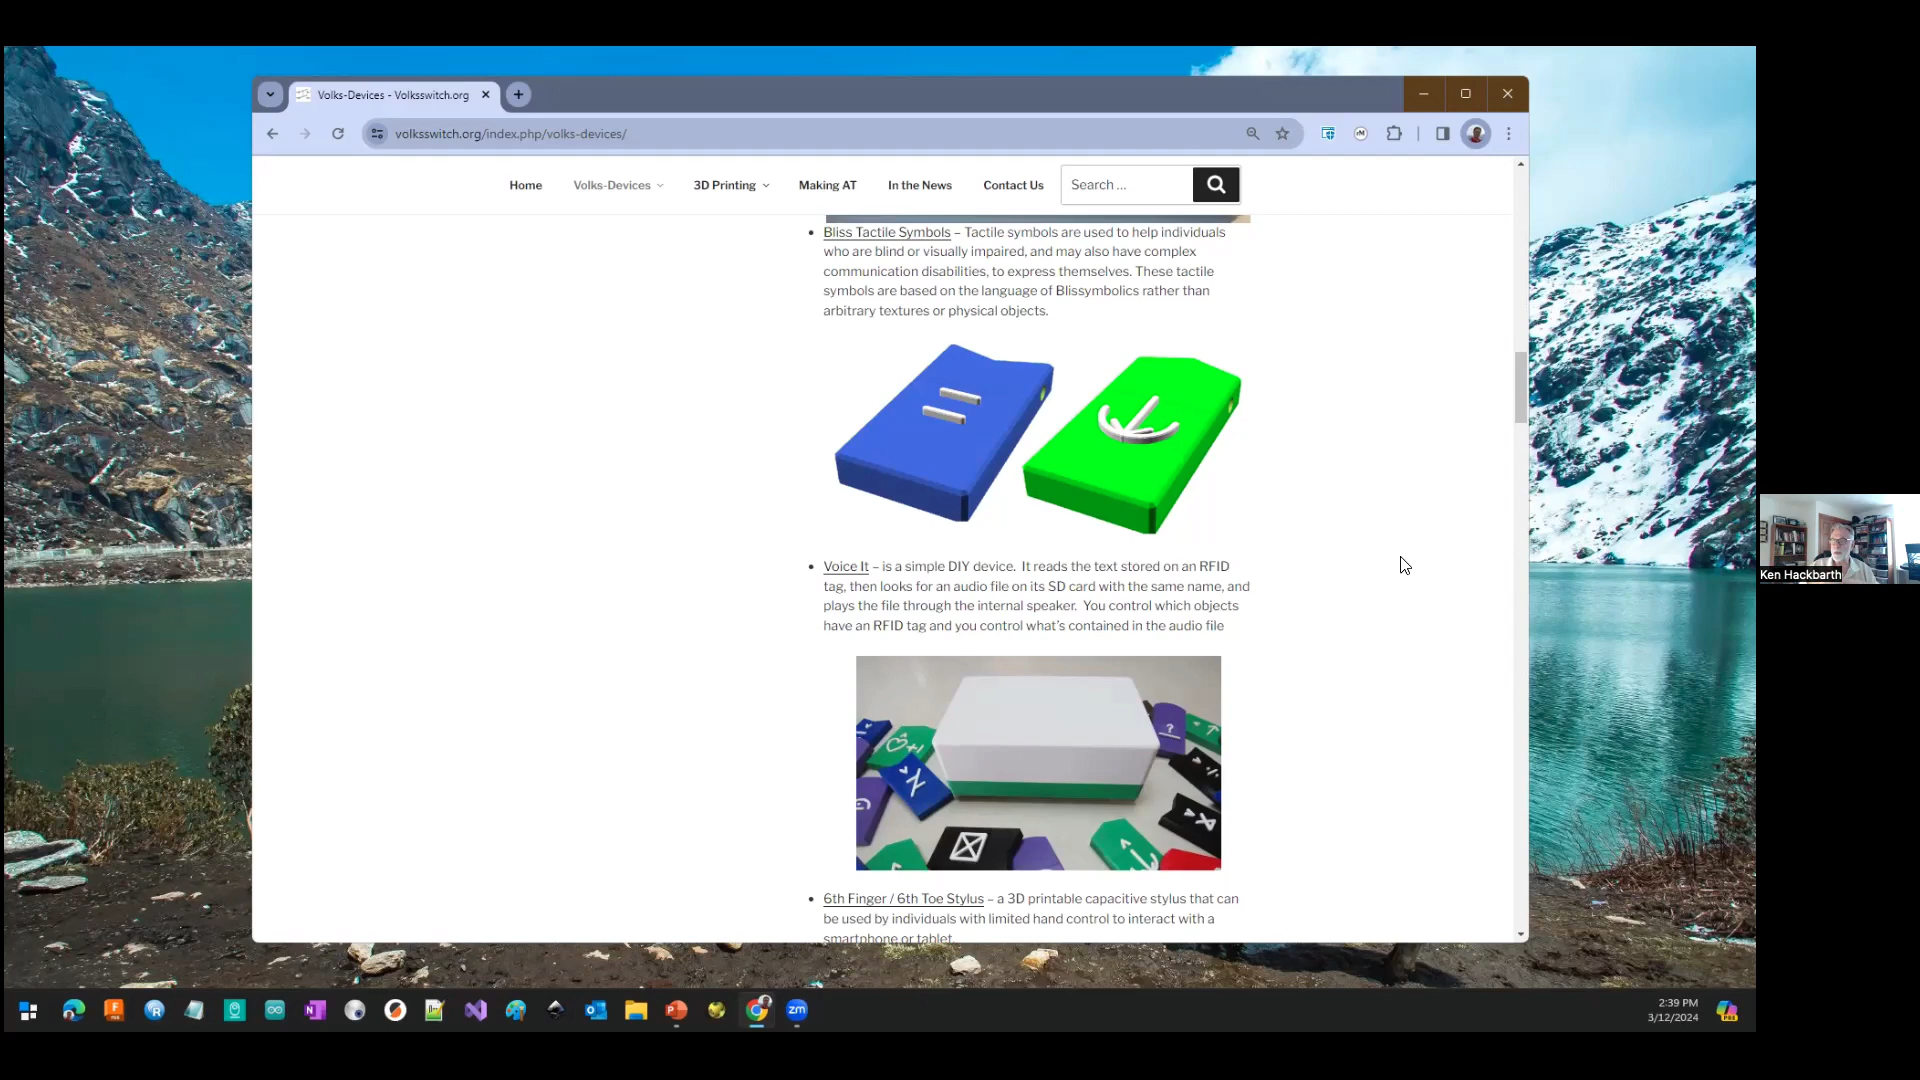 Volks-Devices - Volksswitch.org
volksswitch.org/index.php/volks-devices/
Home Volks-Devices 3D Printing Making AT In the News Contact Us Search ...
Bliss Tactile Symbols – Tactile symbols are used to help individuals
who are blind or visually impaired, and may also have complex
communication disabilities, to express themselves. These tactile
symbols are based on the language of Blissymbolics rather than
arbitrary textures or physical objects.
Voice It – is a simple DIY device. It reads the text stored on an RFID
tag, then looks for an audio file on its SD card with the same name, and
plays the file through the internal speaker. You control which objects
have an RFID tag and you control what's contained in the audio file
6th Finger / 6th Toe Stylus – a 3D printable capacitive stylus that can
be used by individuals with limited hand control to interact with a
smartphone or tablet.
Ken Hackbarth
zm
2:39 PM
3/12/2024